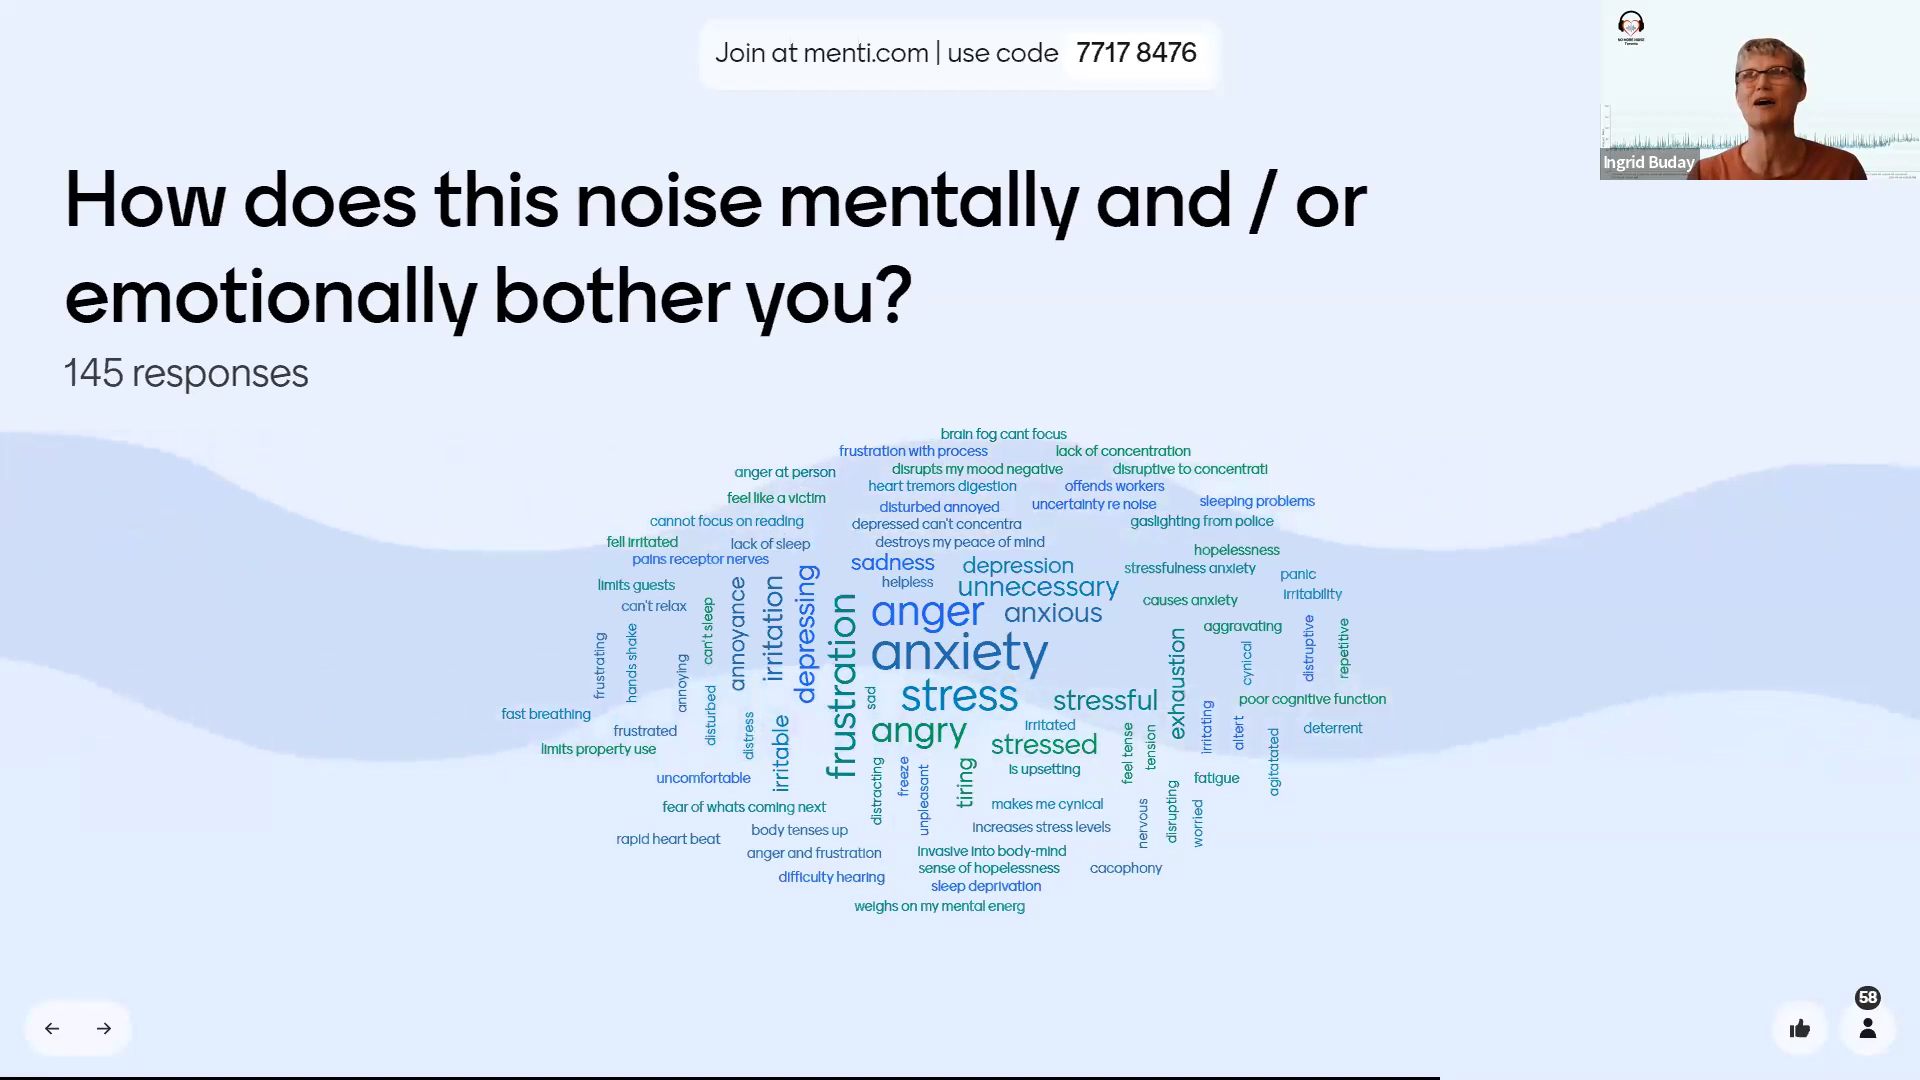 Join at menti.com | use code 7717 8476
NO MORE NOISE
Toronto
Ingrid Buday
How does this noise mentally and / or
emotionally bother you?
145 responses
brain fog cant focus
frustration with process
lack of concentration
anger at person
disrupts my mood negative
disruptive to concentrati
heart tremors digestion
offends workers
feel like a victim
disturbed annoyed
uncertainty re noise
sleeping problems
cannot focus on reading
depressed can't concentra
gaslighting from police
fell irritated
lack of sleep
destroys my peace of mind
hopelessness
pains receptor nerves
sadness
depression
stressfulness anxiety
panic
limits guests
helpless
unnecessary
irritability
can't relax
can't sleep
annoyance
irritation
depressing
frustration
anger
anxious
causes anxiety
aggravating
frustrating
hands shake
annoying
anxiety
exhaustion
cynical
disruptive
repetitive
fast breathing
disturbed
distress
sad
stress
stressful
poor cognitive function
frustrated
limits property use
irritable
angry
irritated
stressed
feel tense
tension
irritating
altert
agitatated
deterrent
uncomfortable
distracting
freeze
unpleasant
tiring
is upsetting
fatigue
fear of whats coming next
makes me cynical
nervous
disrupting
worried
rapid heart beat
body tenses up
increases stress levels
anger and frustration
invasive into body-mind
difficulty hearing
sense of hopelessness
cacophony
sleep deprivation
weighs on my mental energ
58